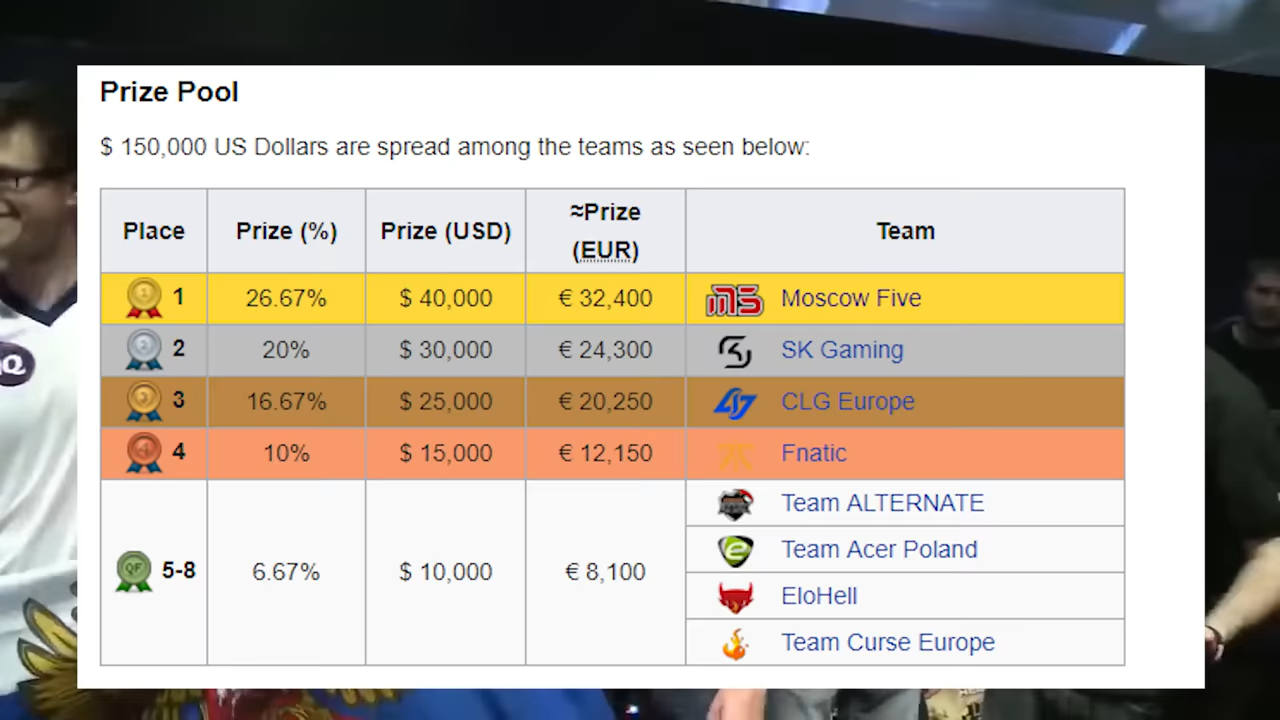 Prize Pool
$ 150,000 US Dollars are spread among the teams as seen below:
Place Prize (%) Prize (USD) ≈Prize (EUR) Team
1 26.67% $ 40,000 € 32,400 M5 Moscow Five
2 20% $ 30,000 € 24,300 SK Gaming
3 16.67% $ 25,000 € 20,250 CLG Europe
4 10% $ 15,000 € 12,150 Fnatic
QF 5-8 6.67% $ 10,000 € 8,100 Team ALTERNATE
Team Acer Poland
EloHell
Team Curse Europe